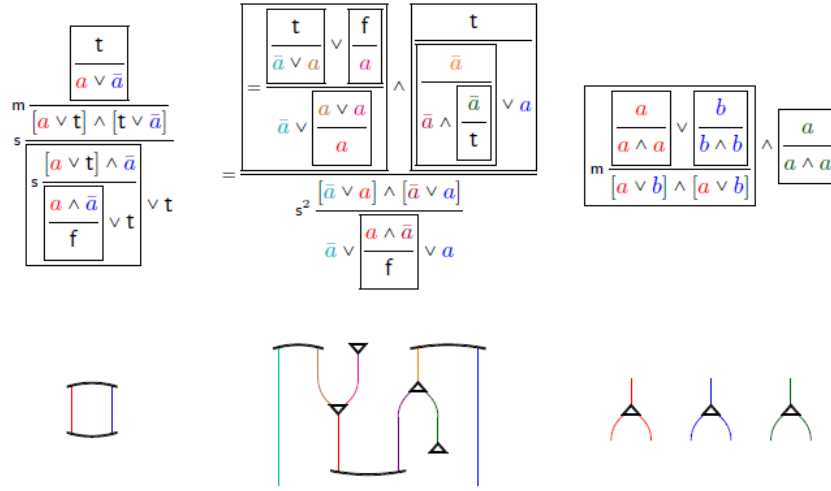 t
a ∨ ā
m
[a ∨ t] ∧ [t ∨ ā]
s
[a ∨ t] ∧ ā
s
a ∧ ā
f
∨ t
∨ t
=
t
ā ∨ a
∨
f
a
=
ā ∨
a ∨ a
a
∧
t
ā
ā ∧
ā
t
∨ a
s²
[ā ∨ a] ∧ [ā ∨ a]
ā ∨
a ∧ ā
f
∨ a
a
a ∧ a
∨
b
b ∧ b
m
[a ∨ b] ∧ [a ∨ b]
∧
a
a ∧ a